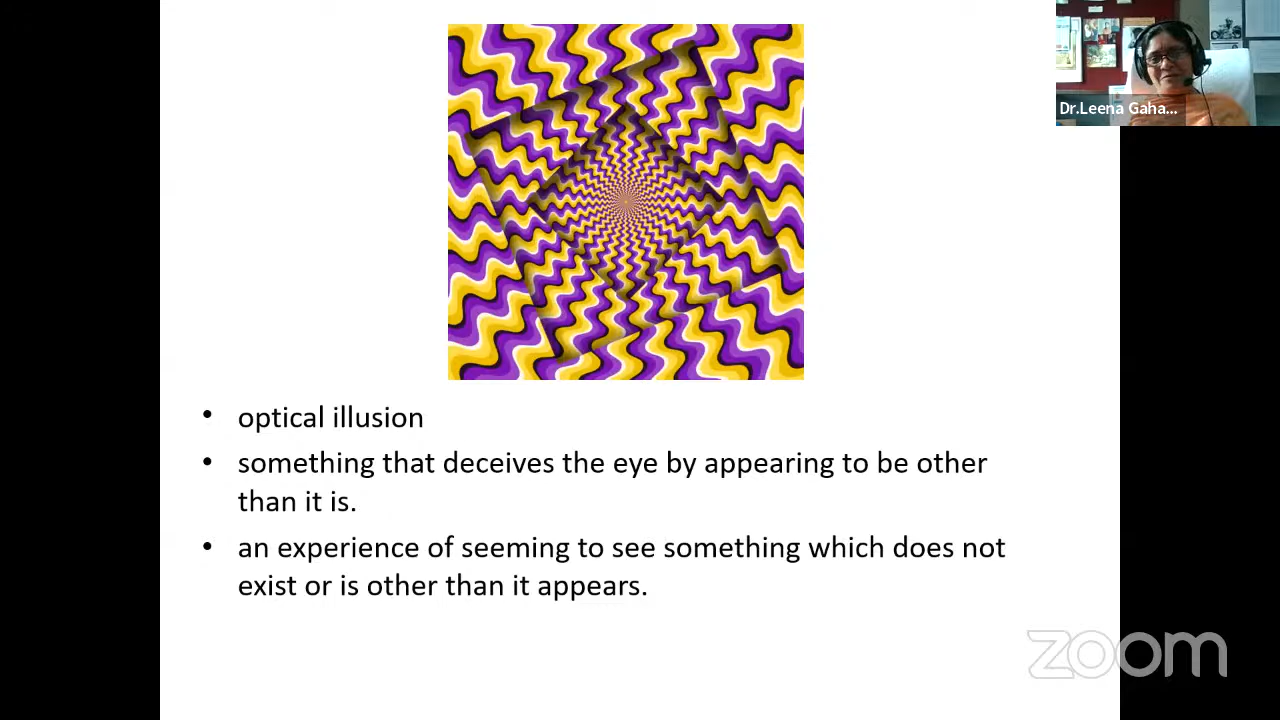 Dr.Leena Gaha...
• optical illusion
• something that deceives the eye by appearing to be other
than it is.
• an experience of seeming to see something which does not
exist or is other than it appears.
zoom